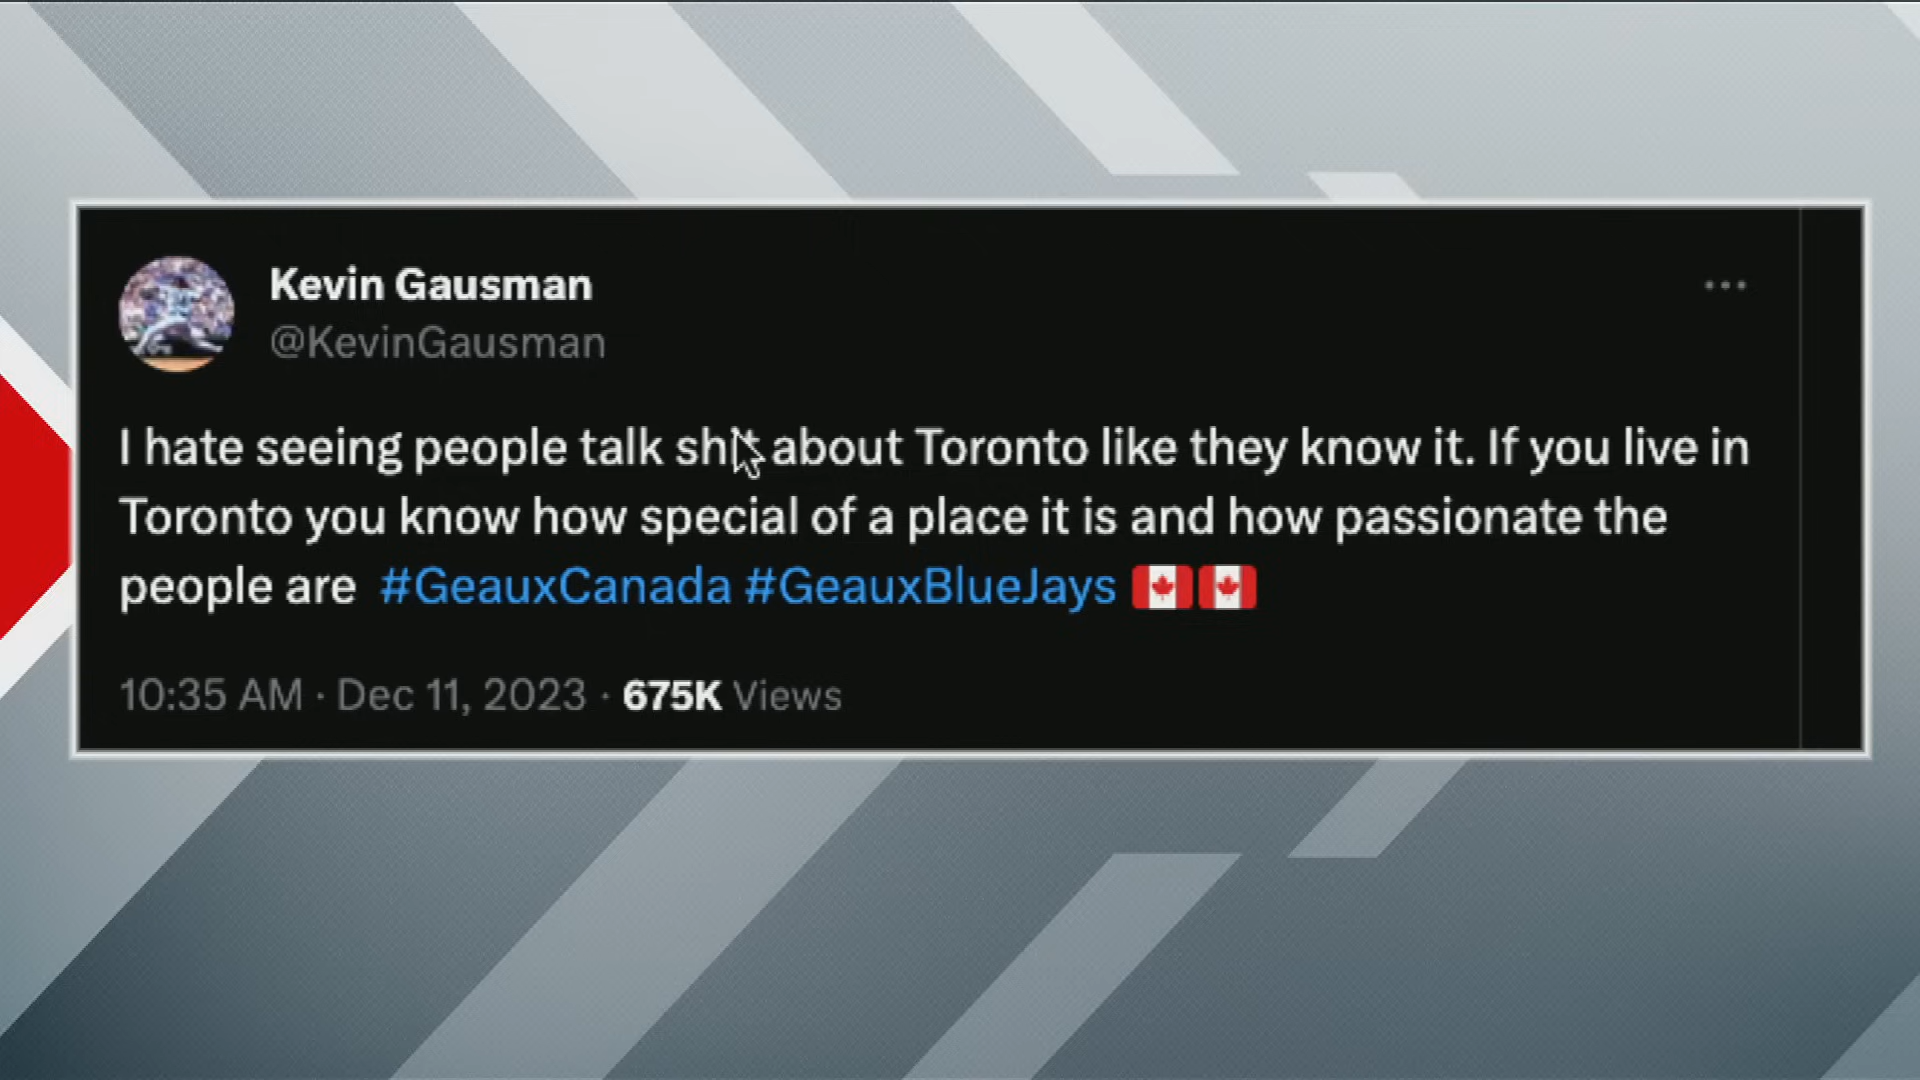 Kevin Gausman
@KevinGausman
I hate seeing people talk shit about Toronto like they know it. If you live in
Toronto you know how special of a place it is and how passionate the
people are #GeauxCanada #GeauxBlueJays 🇨🇦🇨🇦
10:35 AM · Dec 11, 2023 · 675K Views